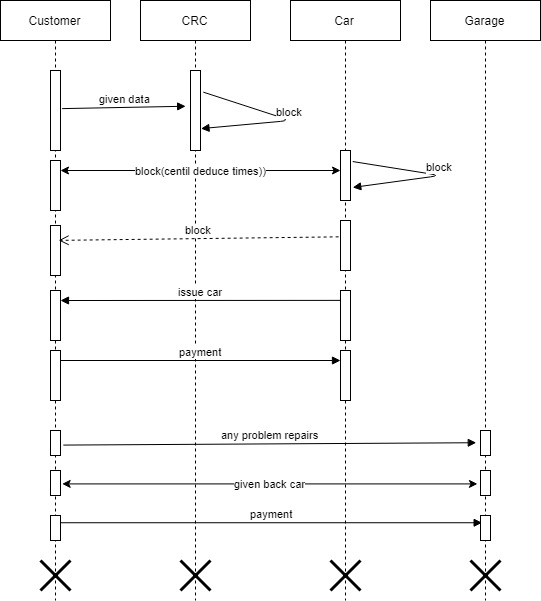 Customer
CRC
Car
Garage
given data
block
block(centil deduce times))
block
block
issue car
payment
any problem repairs
given back car
payment